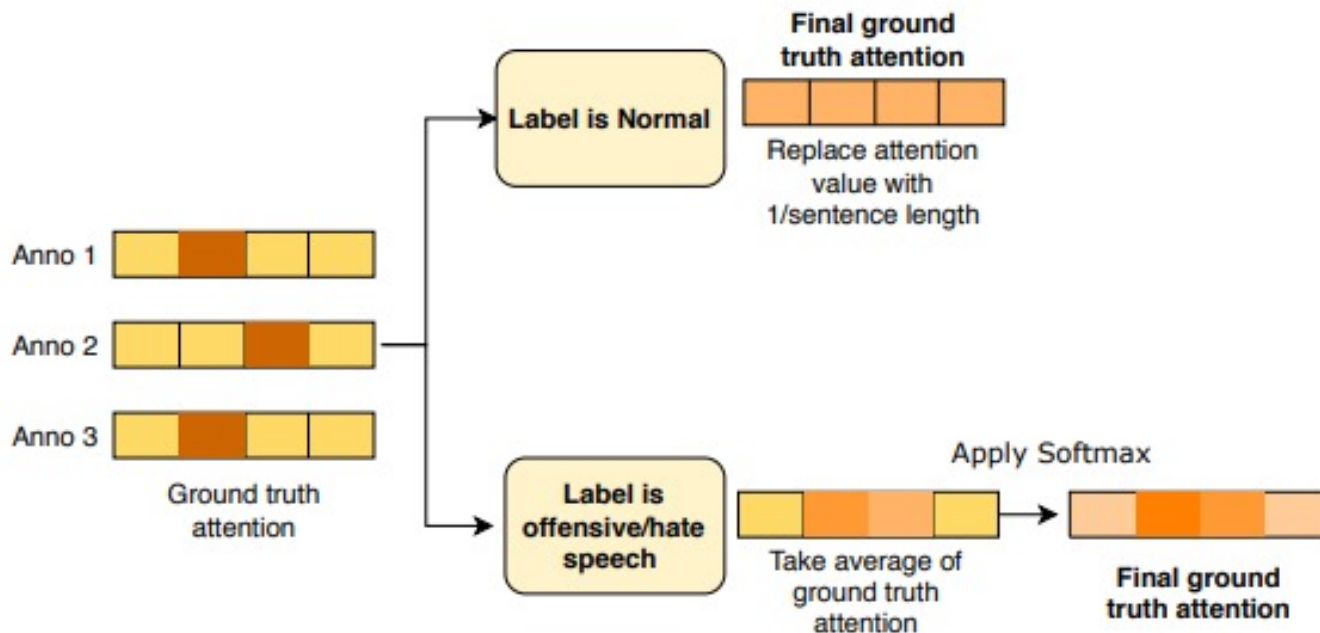 Final ground
truth attention
Label is Normal
Replace attention
value with
1/sentence length
Anno 1
Anno 2
Anno 3
Ground truth
attention
Label is
offensive/hate
speech
Apply Softmax
Take average of
ground truth
attention
Final ground
truth attention